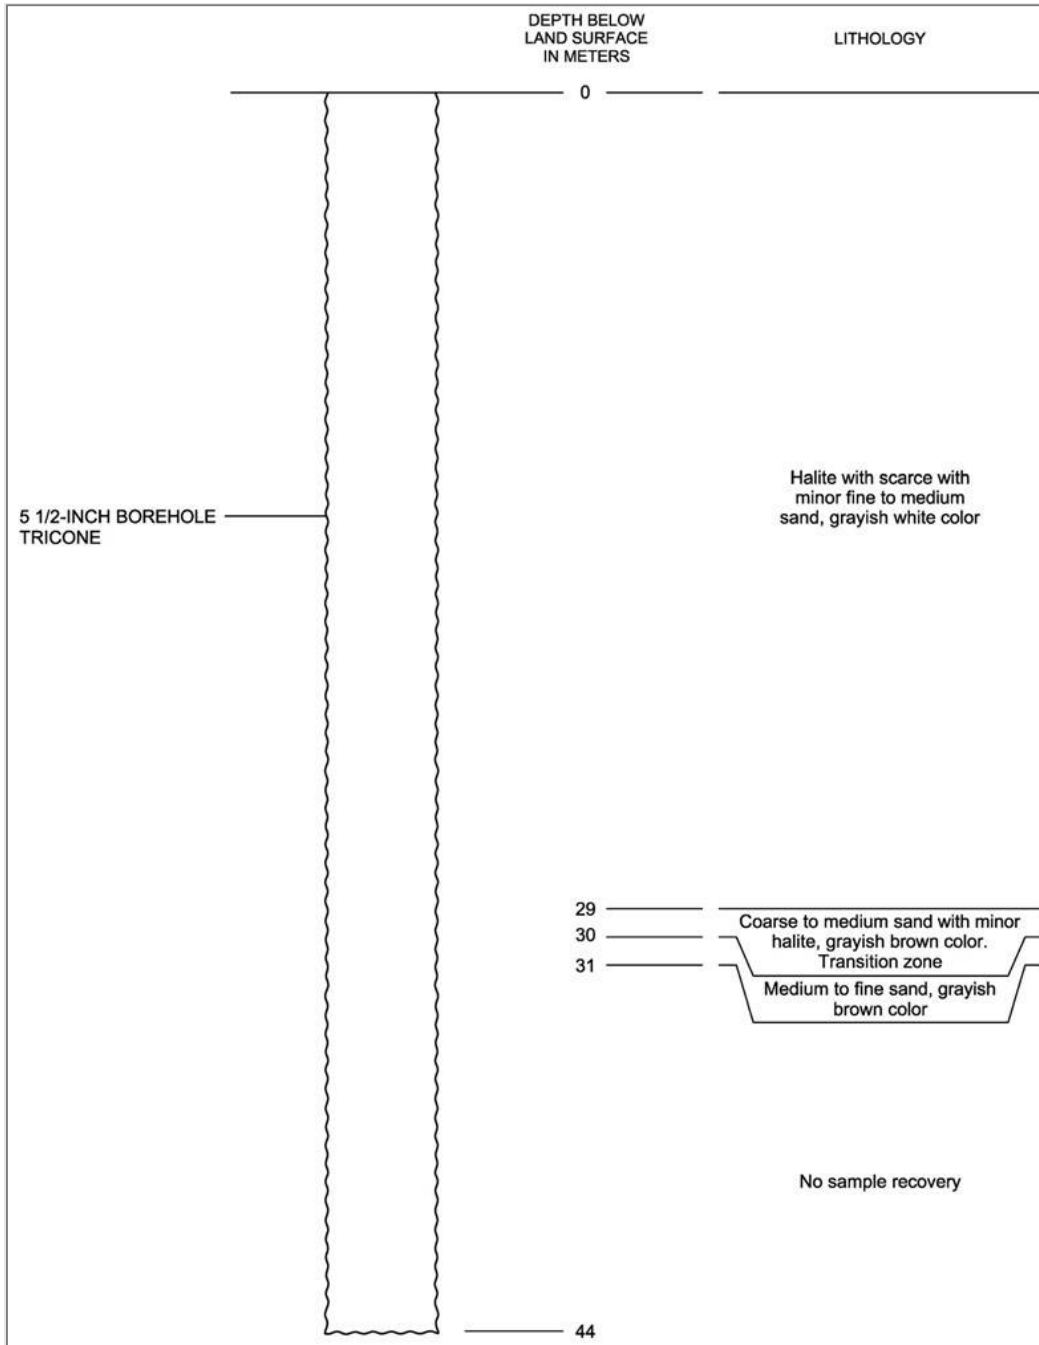 DEPTH BELOW
LAND SURFACE
IN METERS
LITHOLOGY
0
Halite with scarce with
minor fine to medium
sand, grayish white color
5 1/2-INCH BOREHOLE
TRICONE
29
Coarse to medium sand with minor
30
halite, grayish brown color.
Transition zone
31
Medium to fine sand, grayish
brown color
No sample recovery
44